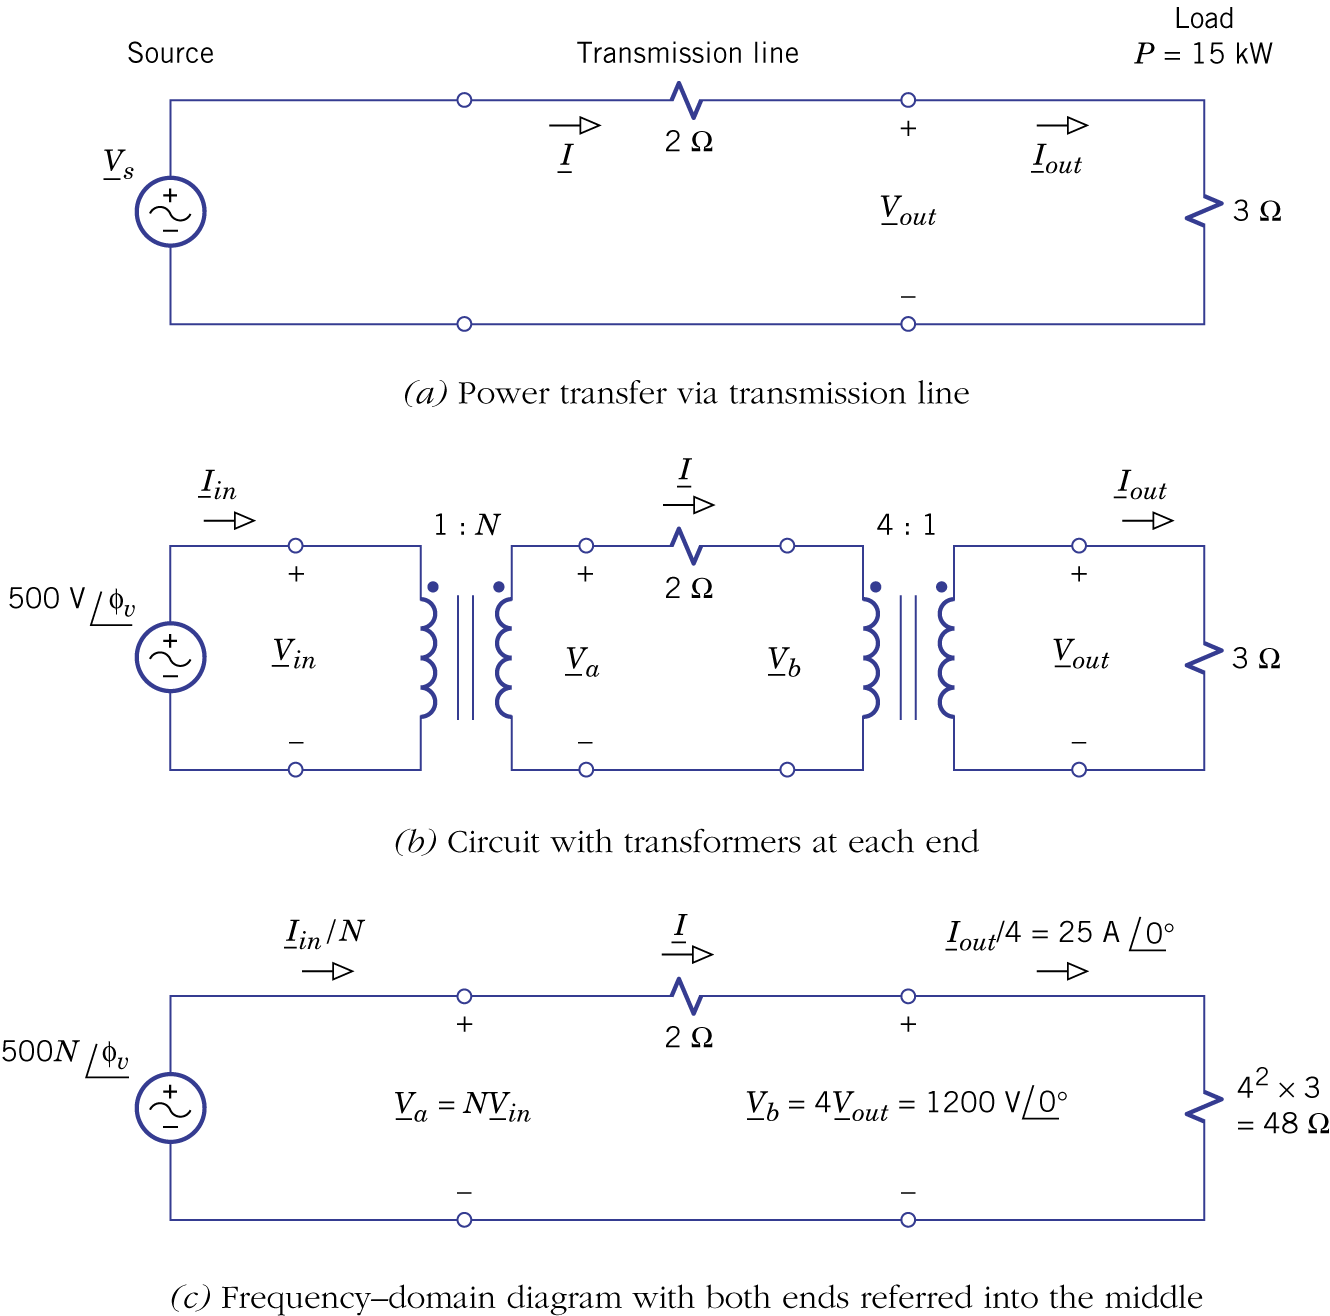 Load
Source Transmission line P = 15 kW
+ +
I 2 Ω I_out
V_s
+
− V_out 3 Ω
−
(a) Power transfer via transmission line
I_in I I_out
1 : N 4 : 1
+ + +
500 V ∠ϕ_v 2 Ω
+
− V_in V_a V_b V_out 3 Ω
− − −
(b) Circuit with transformers at each end
I_in/N I I_out/4 = 25 A ∠0°
+ +
2 Ω
500N ∠ϕ_v
+
− V_a = NV_in V_b = 4V_out = 1200 V∠0° 4² × 3
= 48 Ω
− −
(c) Frequency–domain diagram with both ends referred into the middle